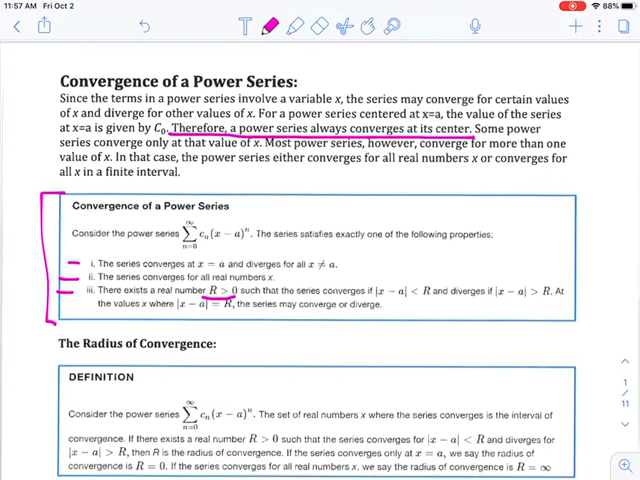 11:57 AM Fri Oct 2
88%
Convergence of a Power Series:
Since the terms in a power series involve a variable x, the series may converge for certain values
of x and diverge for other values of x. For a power series centered at x=a, the value of the series
at x=a is given by C₀. Therefore, a power series always converges at its center. Some power
series converge only at that value of x. Most power series, however, converge for more than one
value of x. In that case, the power series either converges for all real numbers x or converges for
all x in a finite interval.
Convergence of a Power Series
Consider the power series ∑_{n=0}^{∞} cₙ(x − a)ⁿ. The series satisfies exactly one of the following properties:
i. The series converges at x = a and diverges for all x ≠ a.
ii. The series converges for all real numbers x.
iii. There exists a real number R > 0 such that the series converges if |x − a| < R and diverges if |x − a| > R. At
the values x where |x − a| = R, the series may converge or diverge.
The Radius of Convergence:
DEFINITION
Consider the power series ∑_{n=0}^{∞} cₙ(x − a)ⁿ. The set of real numbers x where the series converges is the interval of
convergence. If there exists a real number R > 0 such that the series converges for |x − a| < R and diverges for
|x − a| > R, then R is the radius of convergence. If the series converges only at x = a, we say the radius of
convergence is R = 0. If the series converges for all real numbers x, we say the radius of convergence is R = ∞
1
/
11